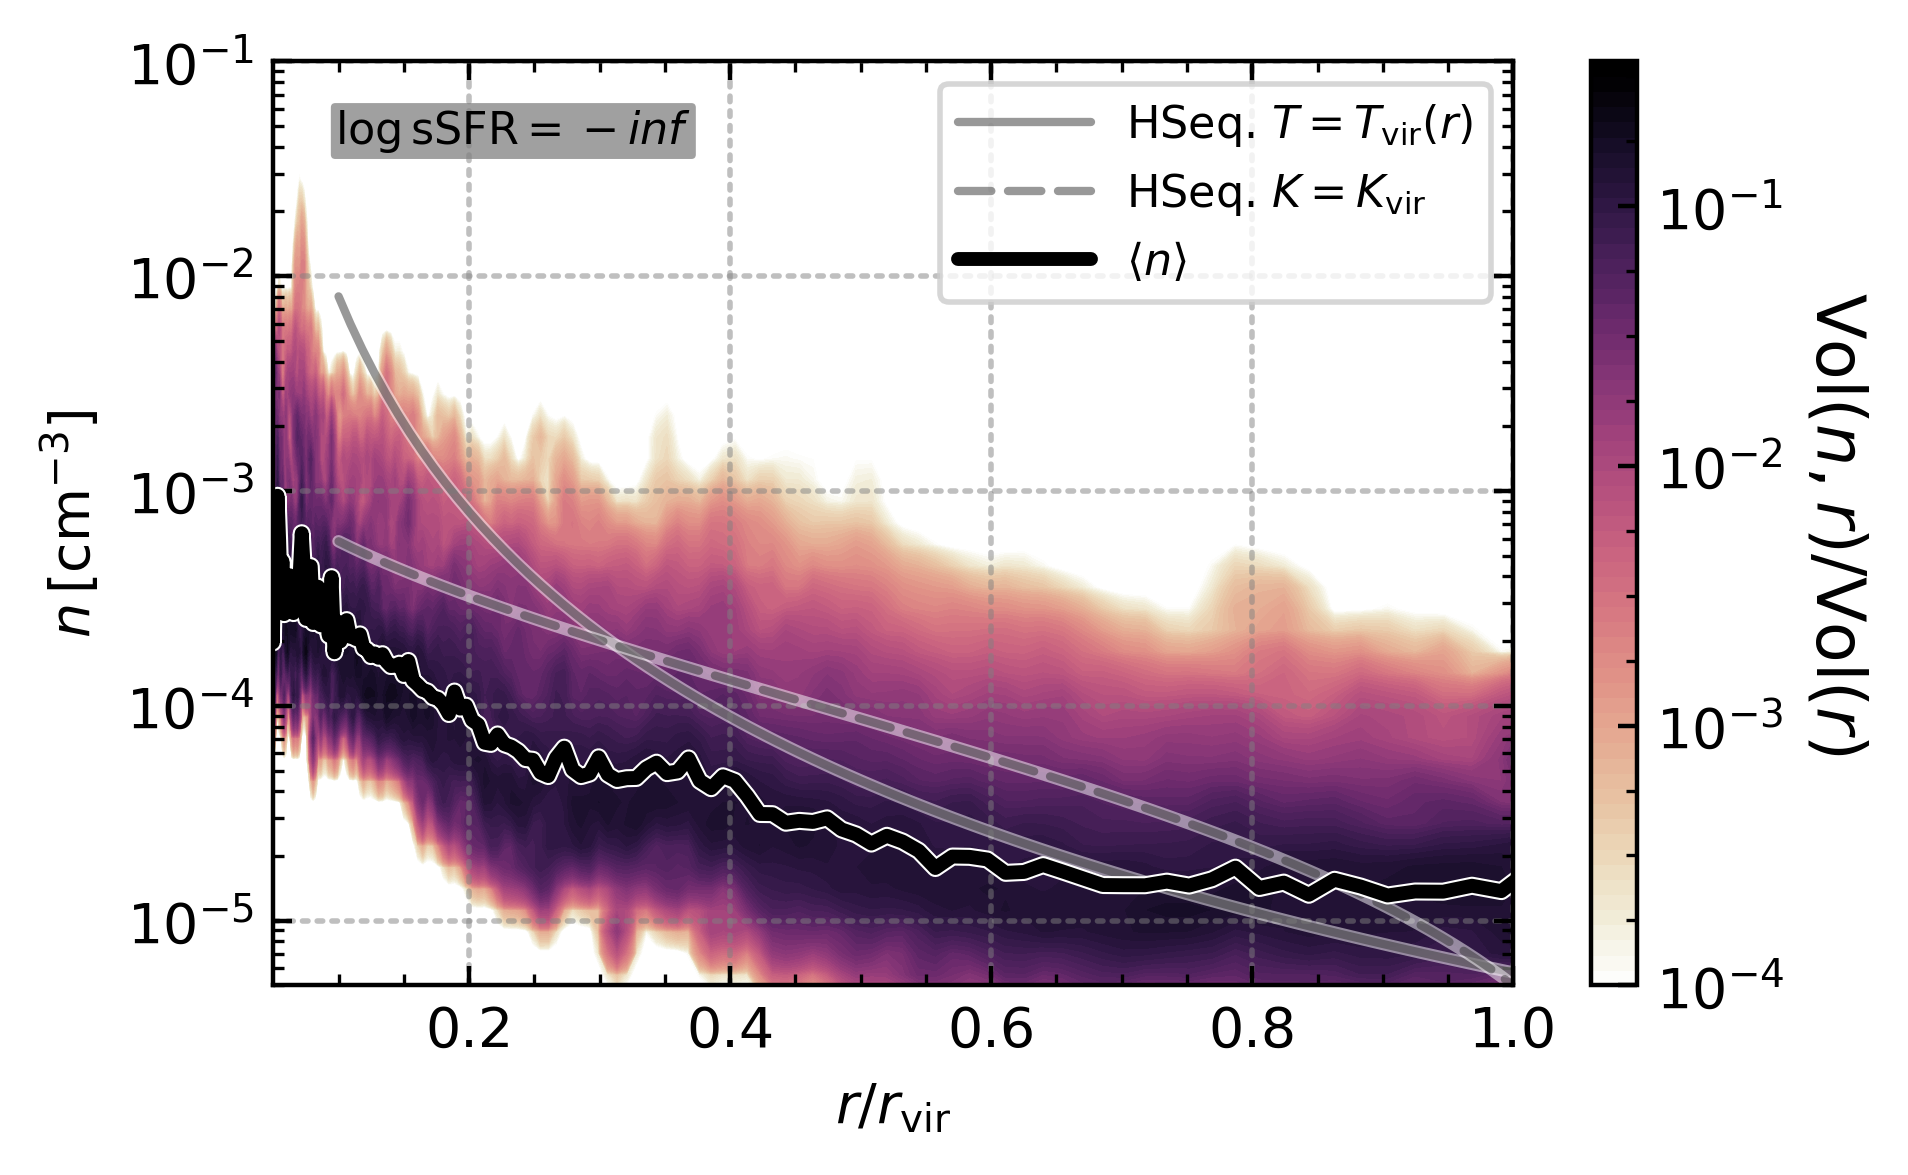 log sSFR = −inf
HSeq. T = T_vir(r)
HSeq. K = K_vir
⟨n⟩
10⁻¹
10⁻²
10⁻³
10⁻⁴
10⁻⁵
n [cm⁻³]
0.2 0.4 0.6 0.8 1.0
r/r_vir
10⁻¹
10⁻²
10⁻³
10⁻⁴
Vol(n, r)/Vol(r)